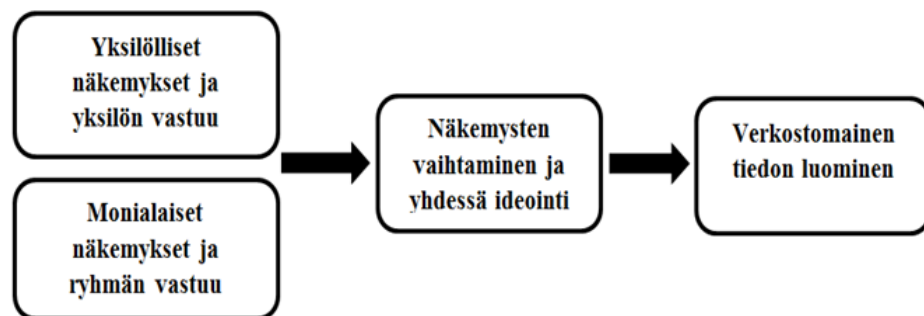 Yksilölliset
näkemykset ja
yksilön vastuu
Monialaiset
näkemykset ja
ryhmän vastuu
Näkemysten
vaihtaminen ja
yhdessä ideointi
Verkostomainen
tiedon luominen